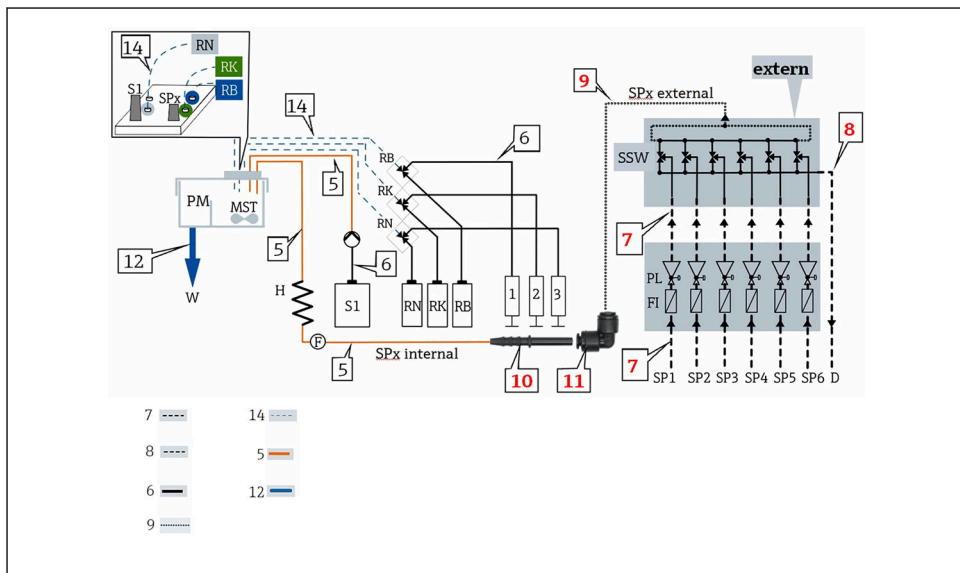 14
RN
RK
RB
S1
SPx
14
9
SPx external
extern
6
8
RB
SSW
5
RK
PM
MST
RN
7
5
12
6
PL
H
1
2
3
FI
W
S1
RN
RK
RB
F
SPx internal
5
10
11
7
SP1
SP2
SP3
SP4
SP5
SP6
D
7
14
8
5
6
12
9